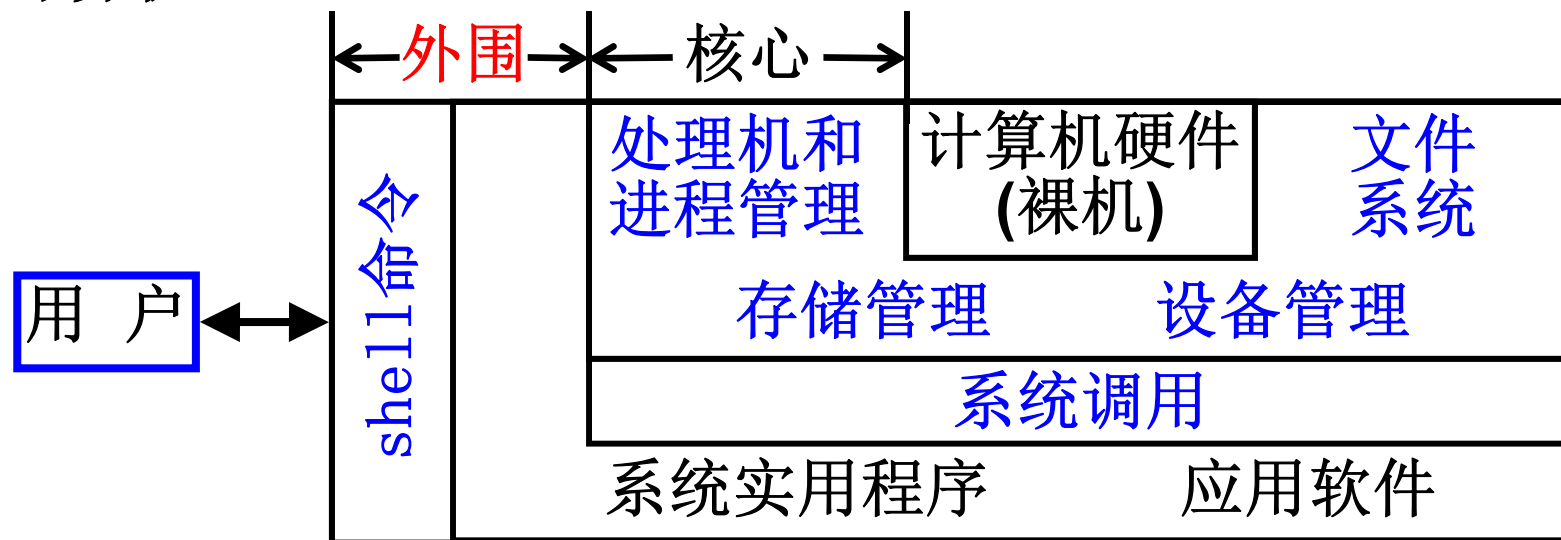 外围
核心
处理机和
进程管理
计算机硬件
(裸机)
文件
系统
shell命令
用 户
存储管理
设备管理
系统调用
系统实用程序
应用软件